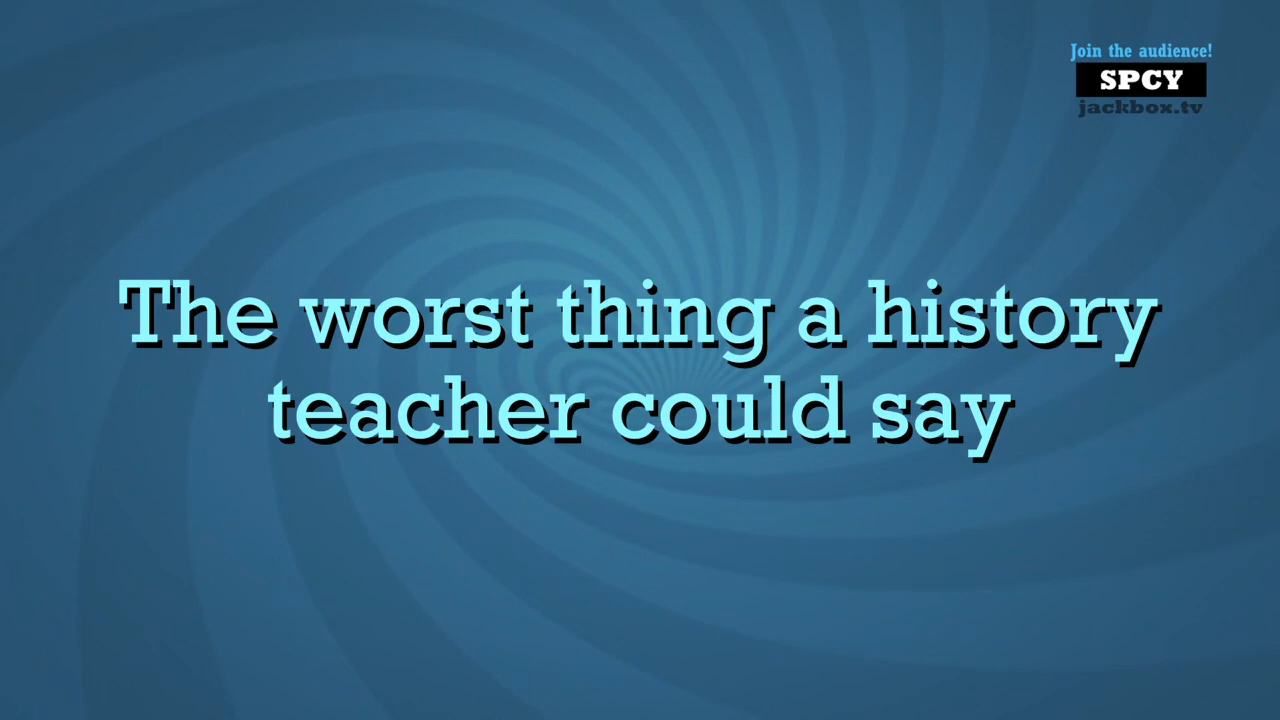 Join the audience!
SPCY
jackbox.tv
The worst thing a history
teacher could say